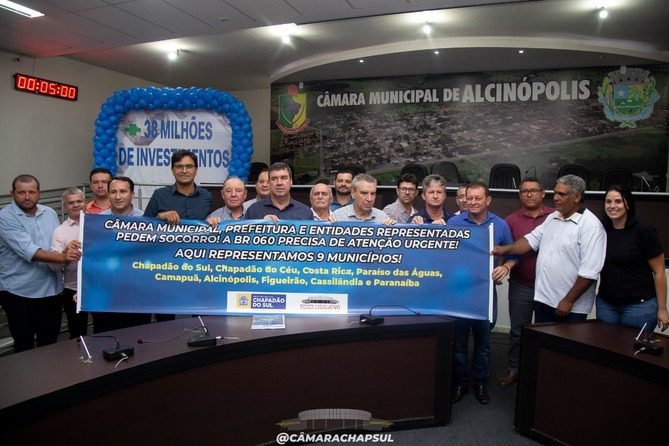 00:05:00
CÂMARA MUNICIPAL DE ALCINÓPOLIS
38 MILHÕES
DE INVESTIMENTOS
CÂMARA MUNICIPAL, PREFEITURA E ENTIDADES REPRESENTADAS
PEDEM SOCORRO! A BR 060 PRECISA DE ATENÇÃO URGENTE!
AQUI REPRESENTAMOS 9 MUNICÍPIOS!
Chapadão do Sul, Chapadão do Céu, Costa Rica, Paraíso das Águas,
Camapuã, Alcinópolis, Figueirão, Cassilândia e Paranaíba
CHAPADÃO DO SUL
PODER LEGISLATIVO
@CÂMARACHAPSUL